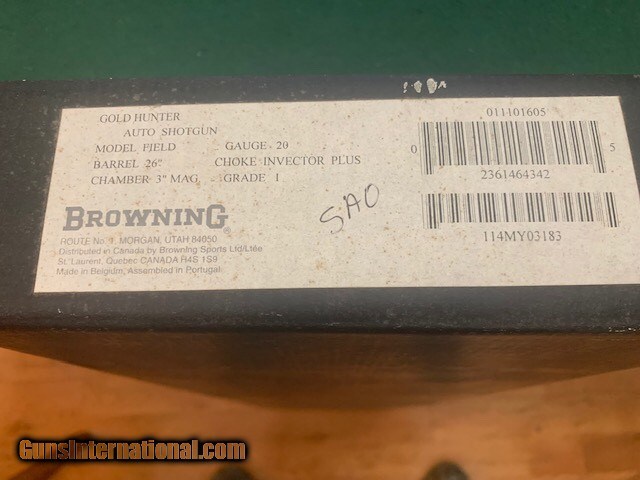 GOLD HUNTER
AUTO SHOTGUN
MODEL FIELD GAUGE - 20
BARREL 26" CHOKE INVECTOR PLUS
CHAMBER 3" MAG. GRADE I
BROWNING®
ROUTE No. 1, MORGAN, UTAH 84050
Distributed in Canada by Browning Sports Ltd/Ltée
St. Laurent, Quebec CANADA H4S 1S9
Made in Belgium, Assembled in Portugal
SAO
011101605
0 5
2361464342
114MY03183
GunsInternational.com